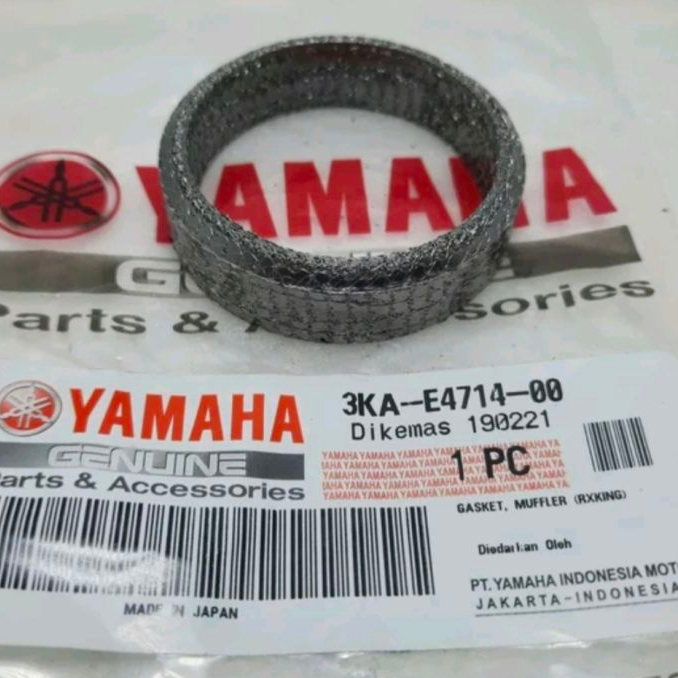 YAMAHA
Parts & sories
YAMAHA
GENUINE
Parts & Accessories
3KA-E4714-00
Dikemas 190221
1 PC
GASKET, MUFFLER (RXKING)
Diedarkan Oleh
PT.YAMAHA INDONESIA MOT
JAKARTA-INDONESIA
MADE IN JAPAN